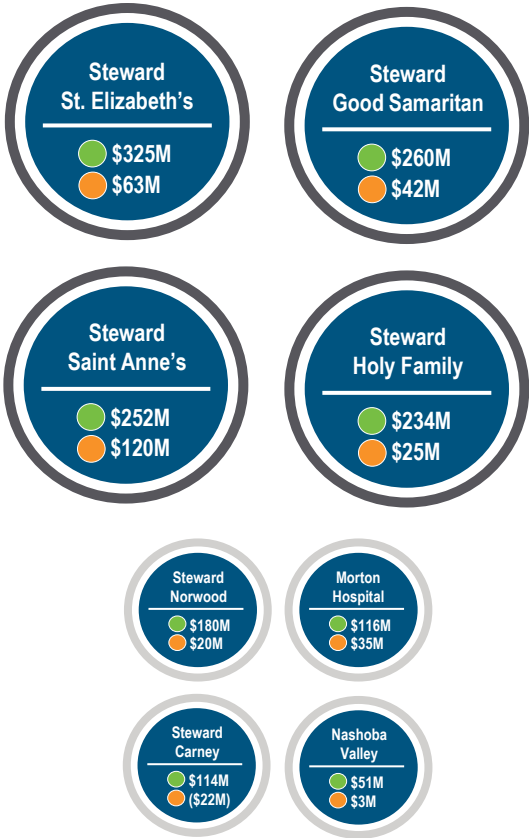 Steward
St. Elizabeth's
$325M
$63M
Steward
Good Samaritan
$260M
$42M
Steward
Saint Anne's
$252M
$120M
Steward
Holy Family
$234M
$25M
Steward
Norwood
$180M
$20M
Morton
Hospital
$116M
$35M
Steward
Carney
$114M
($22M)
Nashoba
Valley
$51M
$3M